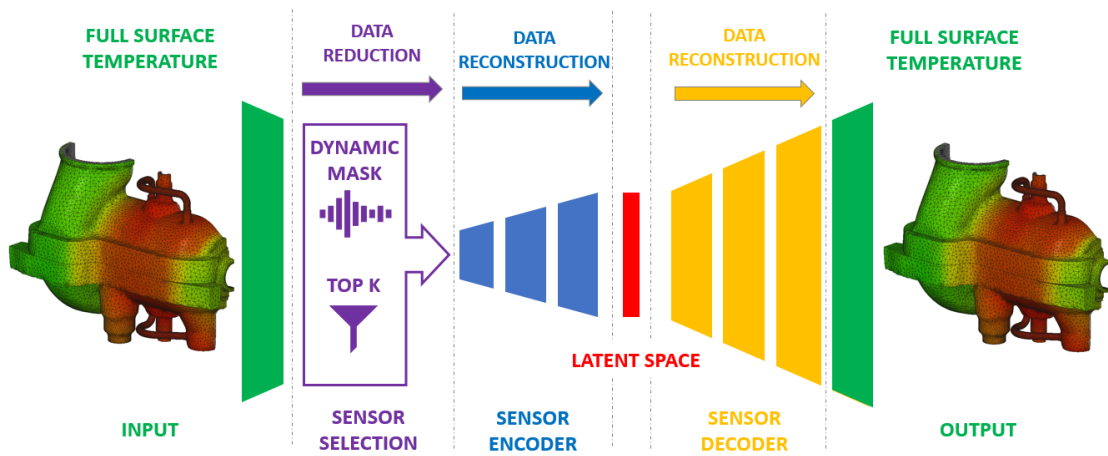 FULL SURFACE
TEMPERATURE
DATA
REDUCTION
DATA
RECONSTRUCTION
DATA
RECONSTRUCTION
FULL SURFACE
TEMPERATURE
DYNAMIC
MASK
TOP K
LATENT SPACE
INPUT
SENSOR
SELECTION
SENSOR
ENCODER
SENSOR
DECODER
OUTPUT